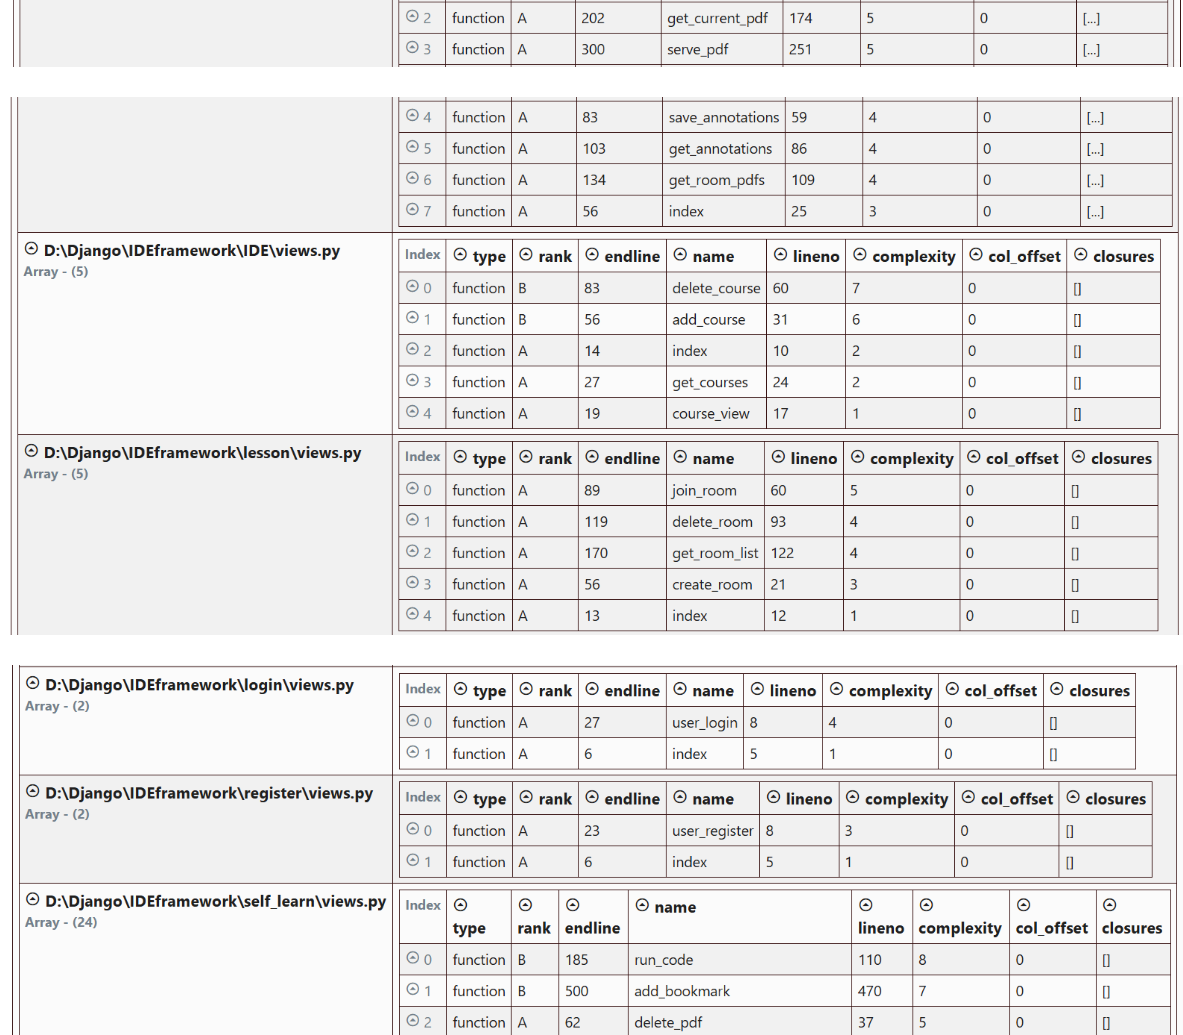 2 function A 202 get_current_pdf 174 5 0 [...]
3 function A 300 serve_pdf 251 5 0 [...]
4 function A 83 save_annotations 59 4 0 [...]
5 function A 103 get_annotations 86 4 0 [...]
6 function A 134 get_room_pdfs 109 4 0 [...]
7 function A 56 index 25 3 0 [...]
D:\Django\IDEframework\IDE\views.py
Array - (5)
Index type rank endline name lineno complexity col_offset closures
0 function B 83 delete_course 60 7 0 []
1 function B 56 add_course 31 6 0 []
2 function A 14 index 10 2 0 []
3 function A 27 get_courses 24 2 0 []
4 function A 19 course_view 17 1 0 []
D:\Django\IDEframework\lesson\views.py
Array - (5)
Index type rank endline name lineno complexity col_offset closures
0 function A 89 join_room 60 5 0 []
1 function A 119 delete_room 93 4 0 []
2 function A 170 get_room_list 122 4 0 []
3 function A 56 create_room 21 3 0 []
4 function A 13 index 12 1 0 []
D:\Django\IDEframework\login\views.py
Array - (2)
Index type rank endline name lineno complexity col_offset closures
0 function A 27 user_login 8 4 0 []
1 function A 6 index 5 1 0 []
D:\Django\IDEframework\register\views.py
Array - (2)
Index type rank endline name lineno complexity col_offset closures
0 function A 23 user_register 8 3 0 []
1 function A 6 index 5 1 0 []
D:\Django\IDEframework\self_learn\views.py
Array - (24)
Index type rank endline name lineno complexity col_offset closures
0 function B 185 run_code 110 8 0 []
1 function B 500 add_bookmark 470 7 0 []
2 function A 62 delete_pdf 37 5 0 []